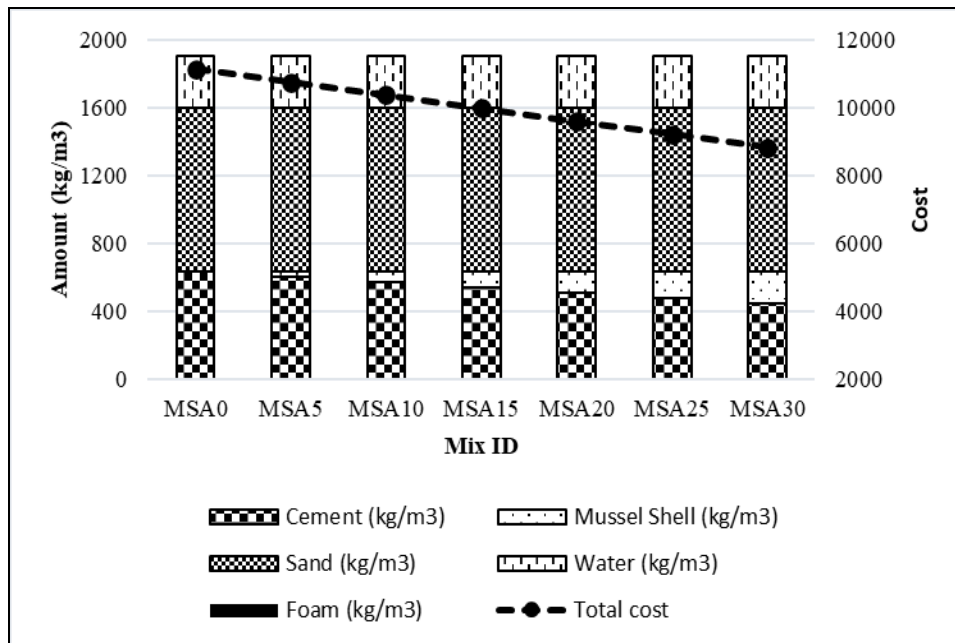 2000
1600
1200
800
400
0
Amount (kg/m3)
12000
10000
8000
6000
4000
2000
Cost
MSA0 MSA5 MSA10 MSA15 MSA20 MSA25 MSA30
Mix ID
Cement (kg/m3) Mussel Shell (kg/m3)
Sand (kg/m3) Water (kg/m3)
Foam (kg/m3) Total cost